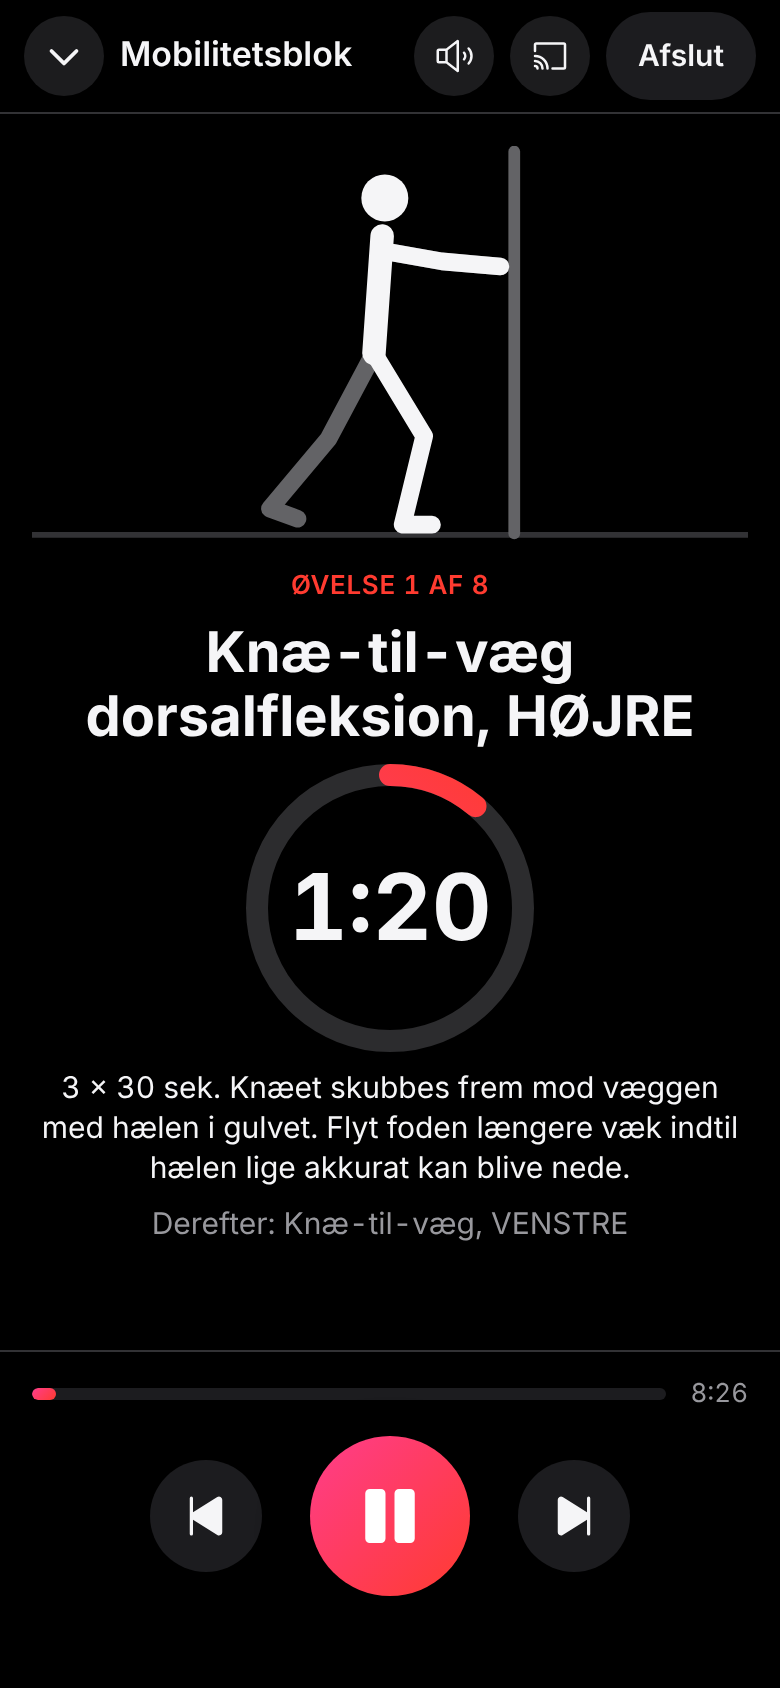 Mobilitetsblok
Afslut
ØVELSE 1 AF 8
Knæ-til-væg
dorsalfleksion, HØJRE
1:20
3 × 30 sek. Knæet skubbes frem mod væggen
med hælen i gulvet. Flyt foden længere væk indtil
hælen lige akkurat kan blive nede.
Derefter: Knæ-til-væg, VENSTRE
8:26